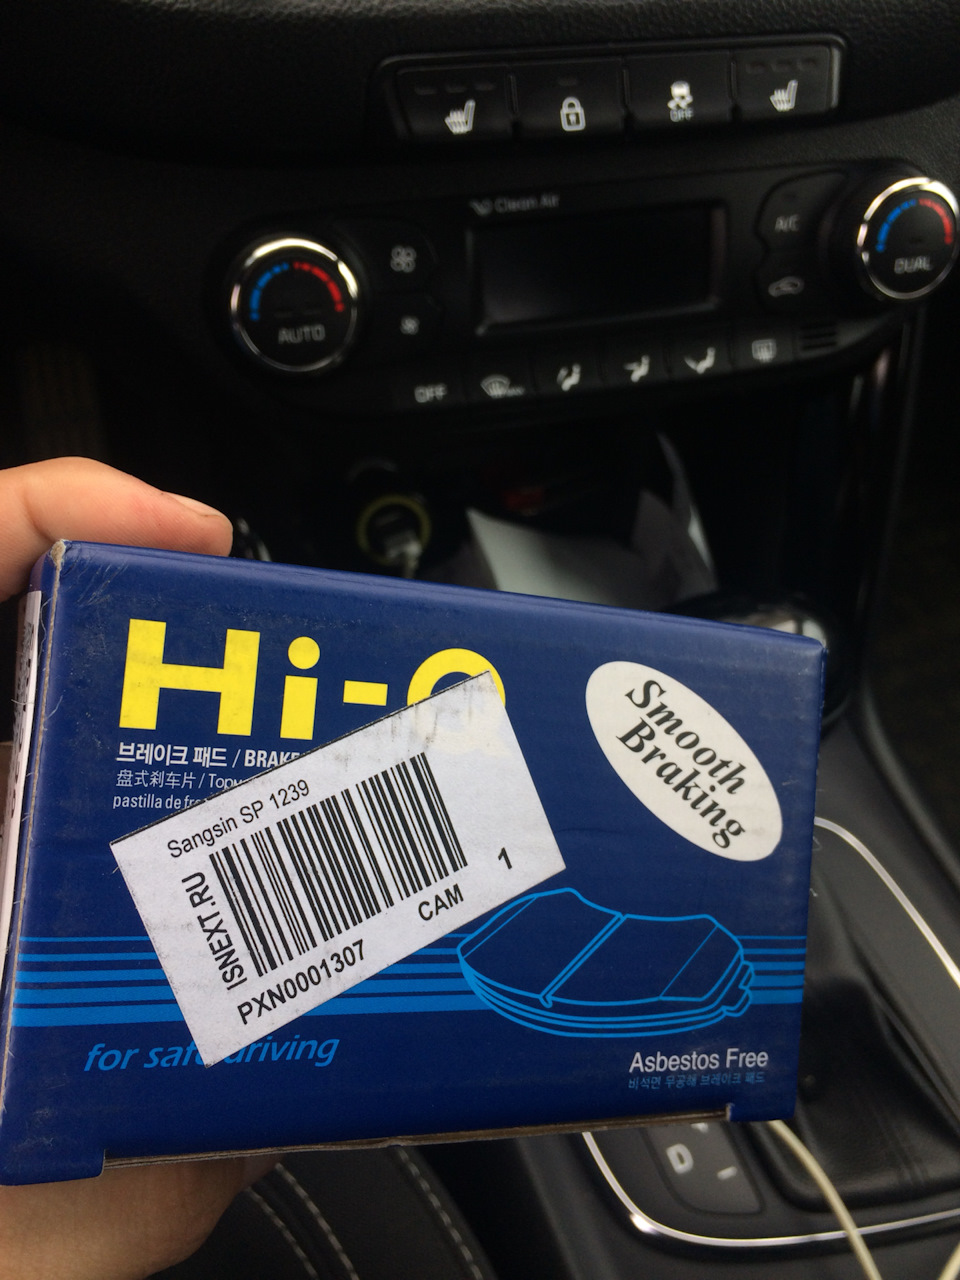 OFF
Clean Air
A/C
AUTO
DUAL
OFF
Hi-Q
브레이크 패드 / BRAKE
盘式刹车片 / Торм
pastilla de fre
Smooth
Braking
Sangsin SP 1239
ISNEXT.RU
1
CAM
PXN0001307
for safe driving
Asbestos Free
비석면 무공해 브레이크 패드
D